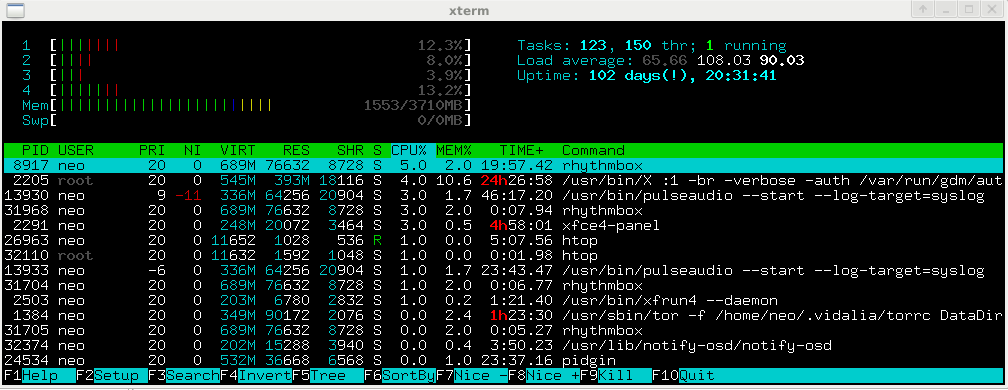 xterm
1 [||||||| 12.3%] Tasks: 123, 150 thr; 1 running
2 [|||| 8.0%] Load average: 65.66 108.03 90.03
3 [||| 3.9%] Uptime: 102 days(!), 20:31:41
4 [||||||| 13.2%]
Mem[||||||||||||||||||||||||| 1553/3710MB]
Swp[ 0/0MB]
PID USER PRI NI VIRT RES SHR S CPU% MEM% TIME+ Command
8917 neo 20 0 689M 76632 8728 S 5.0 2.0 19:57.42 rhythmbox
2205 root 20 0 545M 393M 18116 S 4.0 10.6 24h26:58 /usr/bin/X :1 -br -verbose -auth /var/run/gdm/aut
13930 neo 9 -11 336M 64256 20904 S 3.0 1.7 46:17.20 /usr/bin/pulseaudio --start --log-target=syslog
31968 neo 20 0 689M 76632 8728 S 3.0 2.0 0:07.94 rhythmbox
2291 neo 20 0 248M 20072 3464 S 3.0 0.5 4h58:01 xfce4-panel
26963 neo 20 0 11652 1028 536 R 1.0 0.0 5:07.56 htop
32110 root 20 0 11632 1592 1048 S 1.0 0.0 0:01.98 htop
13933 neo -6 0 336M 64256 20904 S 1.0 1.7 23:43.47 /usr/bin/pulseaudio --start --log-target=syslog
31704 neo 20 0 689M 76632 8728 S 1.0 2.0 0:06.77 rhythmbox
2503 neo 20 0 203M 6780 2832 S 1.0 0.2 1:21.40 /usr/bin/xfrun4 --daemon
1384 neo 20 0 349M 90172 2076 S 0.0 2.4 1h23:30 /usr/sbin/tor -f /home/neo/.vidalia/torrc DataDir
31705 neo 20 0 689M 76632 8728 S 0.0 2.0 0:05.27 rhythmbox
32374 neo 20 0 202M 15288 3940 S 0.0 0.4 3:50.23 /usr/lib/notify-osd/notify-osd
24534 neo 20 0 532M 36668 6568 S 0.0 1.0 23:37.16 pidgin
F1Help F2Setup F3SearchF4InvertF5Tree F6SortByF7Nice -F8Nice +F9Kill F10Quit